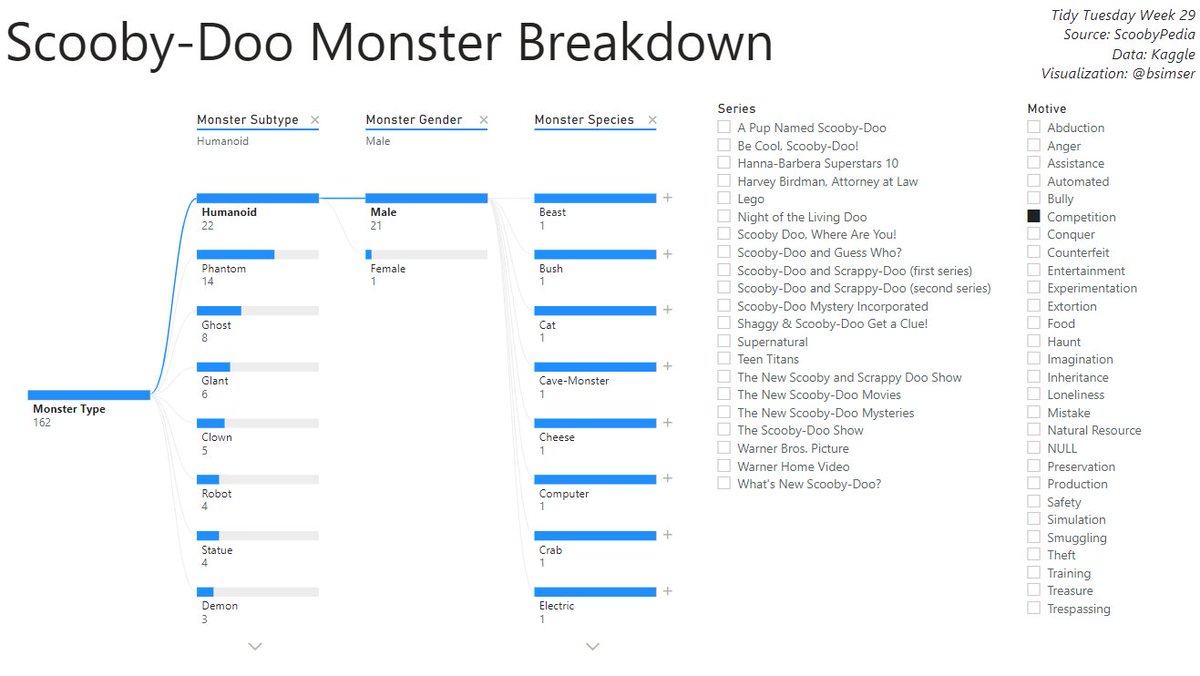 Scooby-Doo Monster Breakdown
Tidy Tuesday Week 29
Source: ScoobyPedia
Data: Kaggle
Visualization: @bsimser
Monster Subtype
Humanoid
Monster Gender
Male
Monster Species
Monster Type
162
Humanoid
22
Phantom
14
Ghost
8
Giant
6
Clown
5
Robot
4
Statue
4
Demon
3
Male
21
Female
1
Beast
1
Bush
1
Cat
1
Cave-Monster
1
Cheese
1
Computer
1
Crab
1
Electric
1
Series
A Pup Named Scooby-Doo
Be Cool, Scooby-Doo!
Hanna-Barbera Superstars 10
Harvey Birdman, Attorney at Law
Lego
Night of the Living Doo
Scooby Doo, Where Are You!
Scooby-Doo and Guess Who?
Scooby-Doo and Scrappy-Doo (first series)
Scooby-Doo and Scrappy-Doo (second series)
Scooby-Doo Mystery Incorporated
Shaggy & Scooby-Doo Get a Clue!
Supernatural
Teen Titans
The New Scooby and Scrappy Doo Show
The New Scooby-Doo Movies
The New Scooby-Doo Mysteries
The Scooby-Doo Show
Warner Bros. Picture
Warner Home Video
What's New Scooby-Doo?
Motive
Abduction
Anger
Assistance
Automated
Bully
Competition
Conquer
Counterfeit
Entertainment
Experimentation
Extortion
Food
Haunt
Imagination
Inheritance
Loneliness
Mistake
Natural Resource
NULL
Preservation
Production
Safety
Simulation
Smuggling
Theft
Training
Treasure
Trespassing